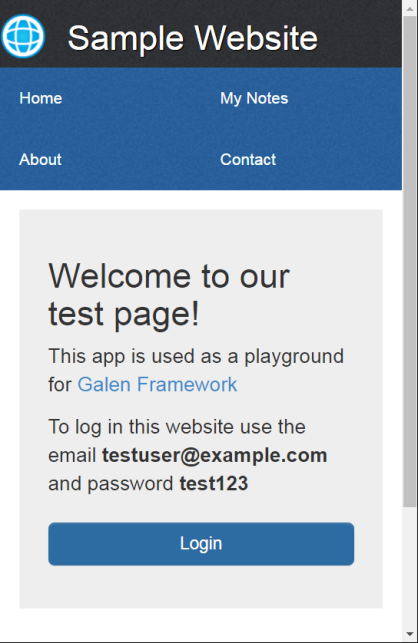 Sample Website
Home
My Notes
About
Contact
Welcome to our
test page!
This app is used as a playground
for Galen Framework
To log in this website use the
email testuser@example.com
and password test123
Login